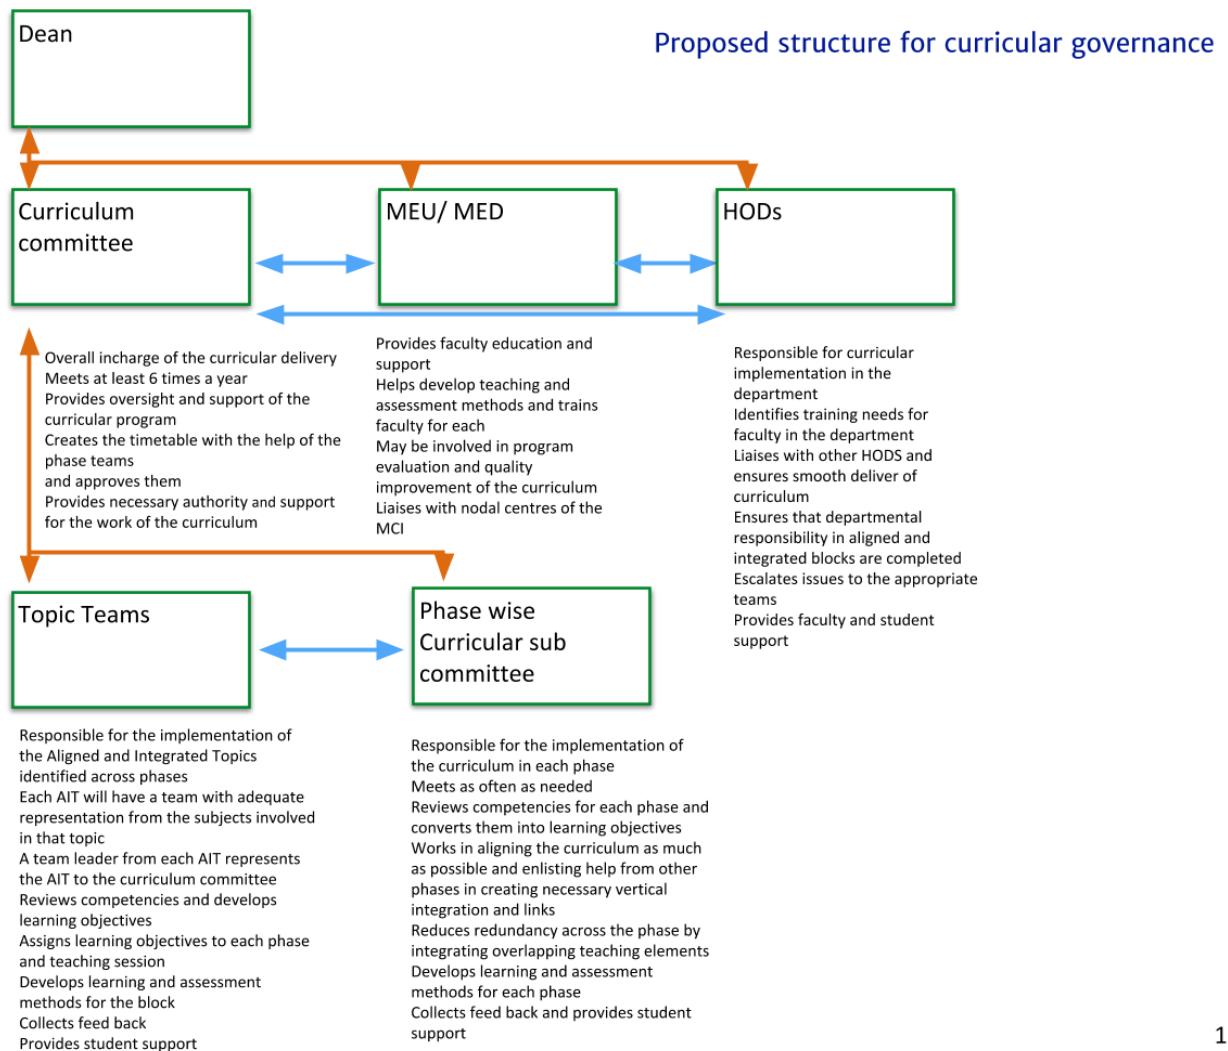 Dean
Proposed structure for curricular governance
Curriculum
committee
MEU/ MED
HODs
Overall incharge of the curricular delivery
Meets at least 6 times a year
Provides oversight and support of the
curricular program
Creates the timetable with the help of the
phase teams
and approves them
Provides necessary authority and support
for the work of the curriculum
Provides faculty education and
support
Helps develop teaching and
assessment methods and trains
faculty for each
May be involved in program
evaluation and quality
improvement of the curriculum
Liaises with nodal centres of the
MCI
Responsible for curricular
implementation in the
department
Identifies training needs for
faculty in the department
Liaises with other HODS and
ensures smooth deliver of
curriculum
Ensures that departmental
responsibility in aligned and
integrated blocks are completed
Escalates issues to the appropriate
teams
Provides faculty and student
support
Topic Teams
Phase wise
Curricular sub
committee
Responsible for the implementation of
the Aligned and Integrated Topics
identified across phases
Each AIT will have a team with adequate
representation from the subjects involved
in that topic
A team leader from each AIT represents
the AIT to the curriculum committee
Reviews competencies and develops
learning objectives
Assigns learning objectives to each phase
and teaching session
Develops learning and assessment
methods for the block
Collects feed back
Provides student support
Responsible for the implementation of
the curriculum in each phase
Meets as often as needed
Reviews competencies for each phase and
converts them into learning objectives
Works in aligning the curriculum as much
as possible and enlisting help from other
phases in creating necessary vertical
integration and links
Reduces redundancy across the phase by
integrating overlapping teaching elements
Develops learning and assessment
methods for each phase
Collects feed back and provides student
support
1